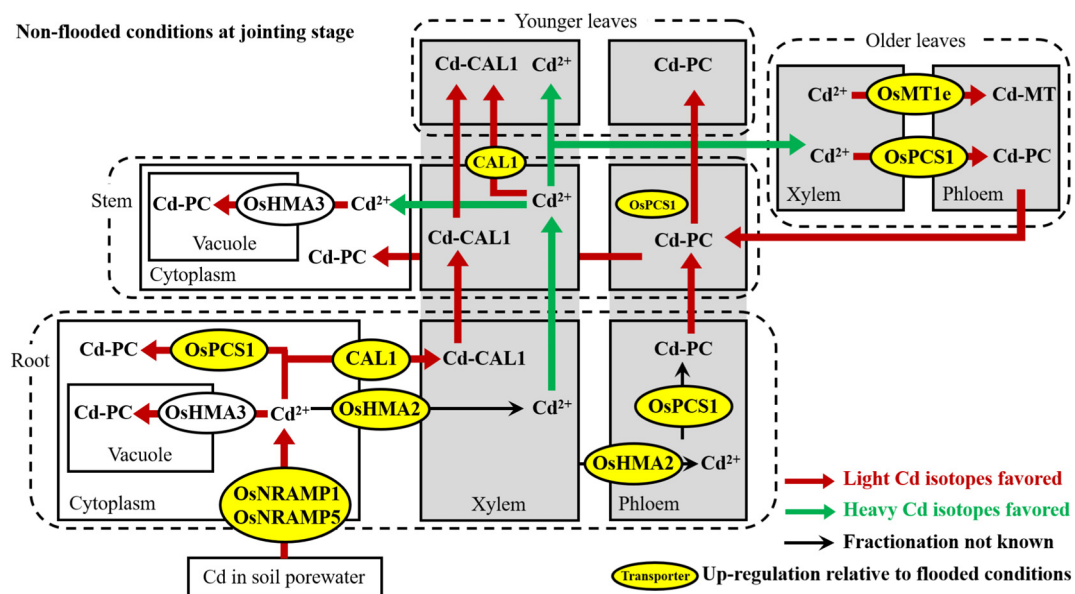 Non-flooded conditions at jointing stage
Younger leaves
Cd-CAL1
Cd²⁺
Cd-PC
CAL1
Older leaves
Cd²⁺
OsMT1e
Cd-MT
Cd²⁺
OsPCS1
Cd-PC
Xylem
Phloem
Stem
Cd-PC
OsHMA3
Cd²⁺
Vacuole
Cd-PC
Cytoplasm
Cd²⁺
Cd-CAL1
OsPCS1
Cd-PC
Root
Cd-PC
OsPCS1
CAL1
Cd-CAL1
Cd-PC
OsHMA3
Cd²⁺
Vacuole
OsHMA2
Cd²⁺
Cd-PC
OsPCS1
OsHMA2
Cd²⁺
OsNRAMP1
OsNRAMP5
Cytoplasm
Xylem
Phloem
Cd in soil porewater
Light Cd isotopes favored
Heavy Cd isotopes favored
Fractionation not known
Transporter Up-regulation relative to flooded conditions